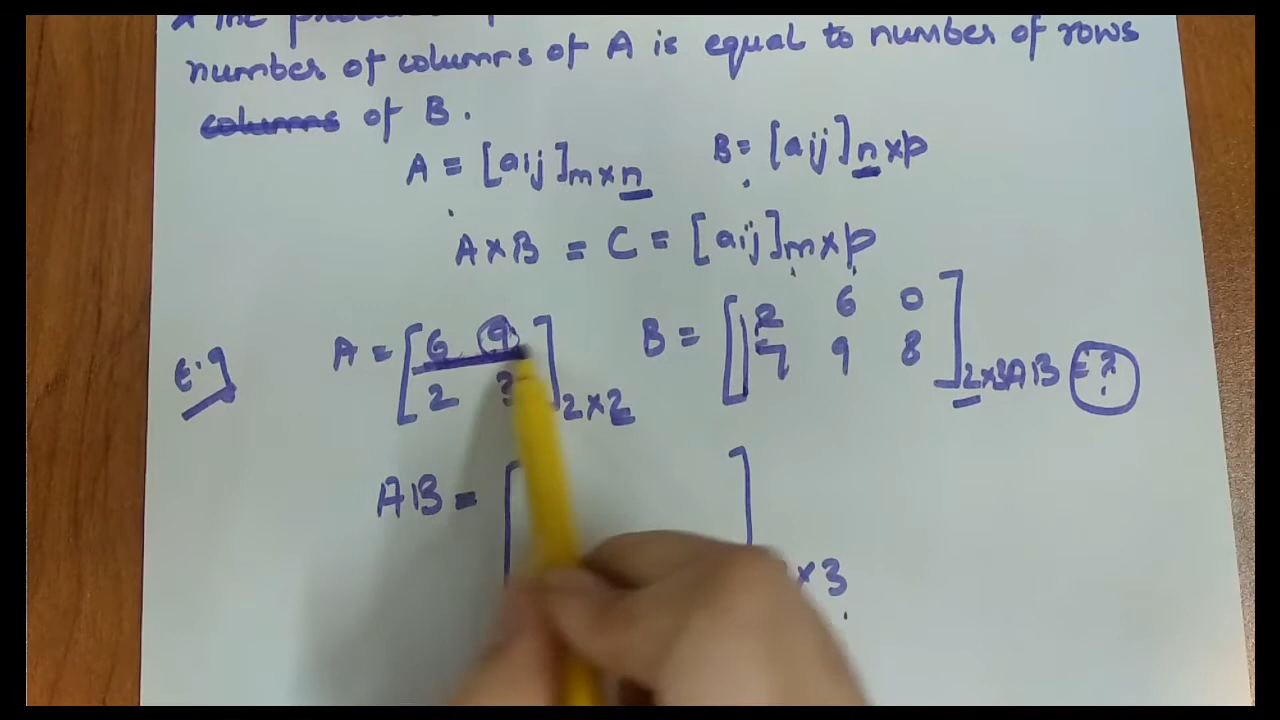 * The
number of columns of A is equal to number of rows
columns of B.
A = [aij]m×n B = [aij]n×p
A×B = C = [aij]m×p
E.g A = [6 9 B = [2 6 0
2 ]2×2 7 9 8]2×3 AB = ?
AB = [ ] ×3